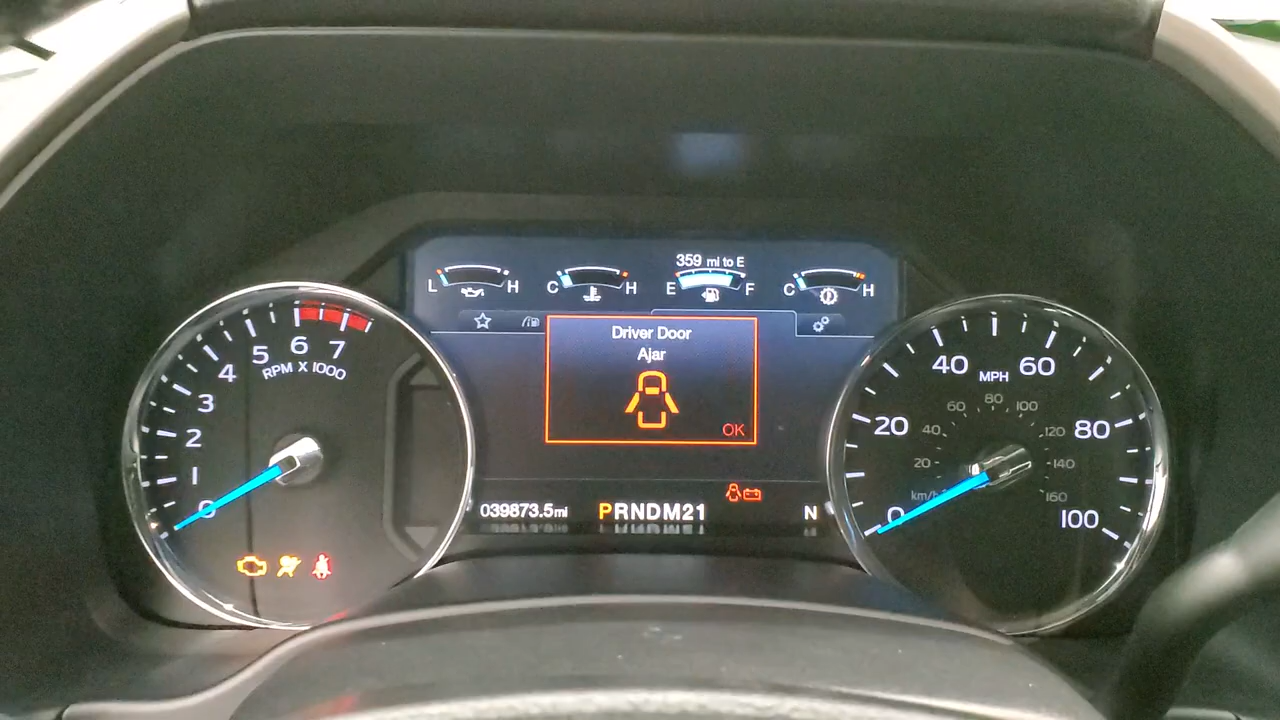 359 mi to E
L H
C H
E F
C H
Driver Door
Ajar
OK
0 1 2 3 4 5 6 7
RPM X 1000
0 20 40 60 80 100
MPH
20 40 60 80 100 120 140 160
km/h
039873.5mi
PRNDM21
N